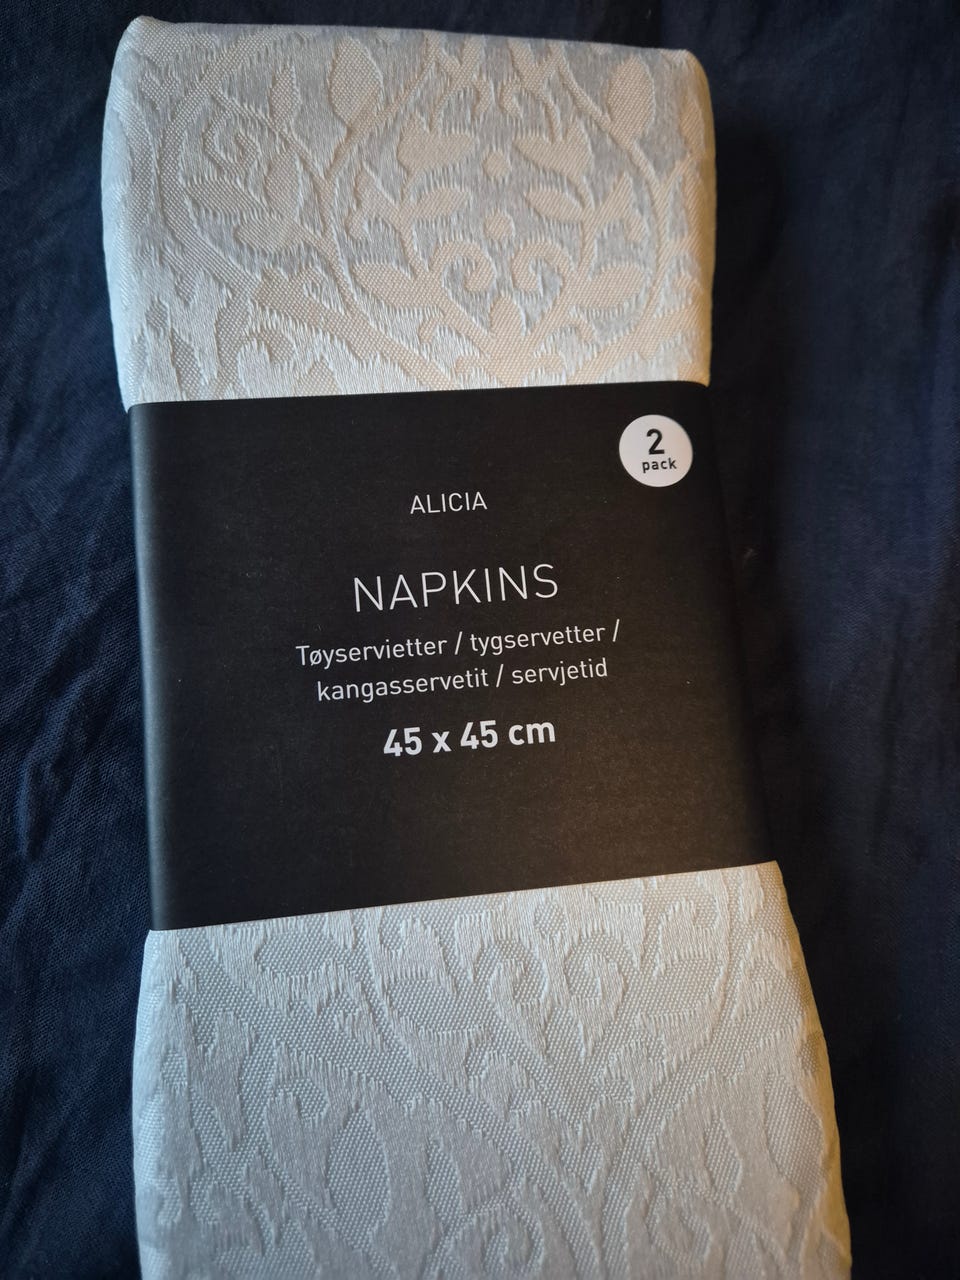 2
pack
ALICIA
NAPKINS
Tøyservietter / tygservetter /
kangasservetit / servjetid
45 x 45 cm